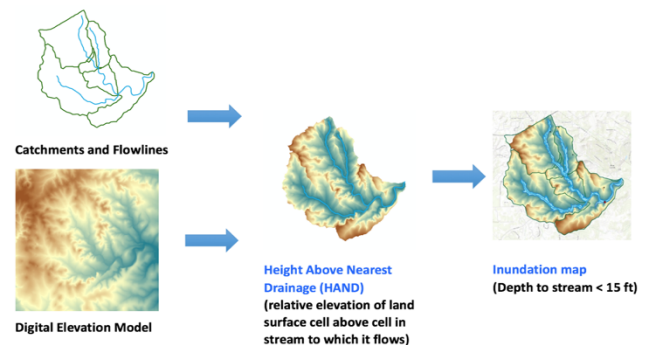 Catchments and Flowlines
Digital Elevation Model
Height Above Nearest
Drainage (HAND)
(relative elevation of land
surface cell above cell in
stream to which it flows)
Inundation map
(Depth to stream < 15 ft)